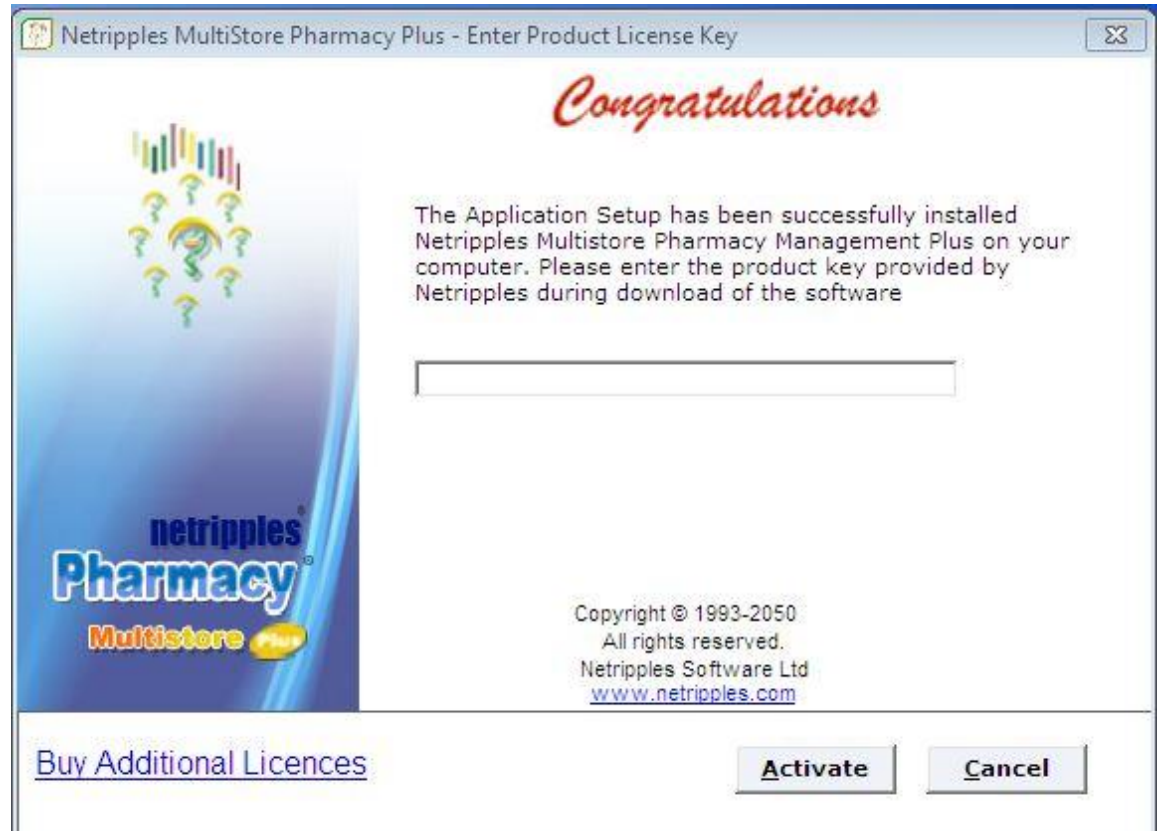 Netripples MultiStore Pharmacy Plus - Enter Product License Key
Congratulations
The Application Setup has been successfully installed
Netripples Multistore Pharmacy Management Plus on your
computer. Please enter the product key provided by
Netripples during download of the software
netripples®
Pharmacy®
Multistore Plus
Copyright © 1993-2050
All rights reserved.
Netripples Software Ltd
www.netripples.com
Buy Additional Licences
Activate
Cancel